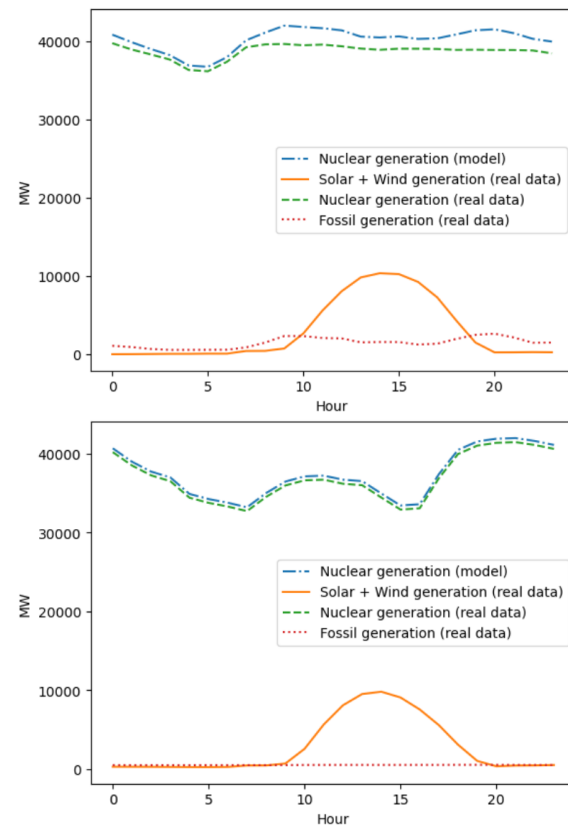 40000
30000
MW
20000
10000
0
Nuclear generation (model)
Solar + Wind generation (real data)
Nuclear generation (real data)
Fossil generation (real data)
0 5 10 15 20
Hour
40000
30000
MW
20000
10000
0
Nuclear generation (model)
Solar + Wind generation (real data)
Nuclear generation (real data)
Fossil generation (real data)
0 5 10 15 20
Hour